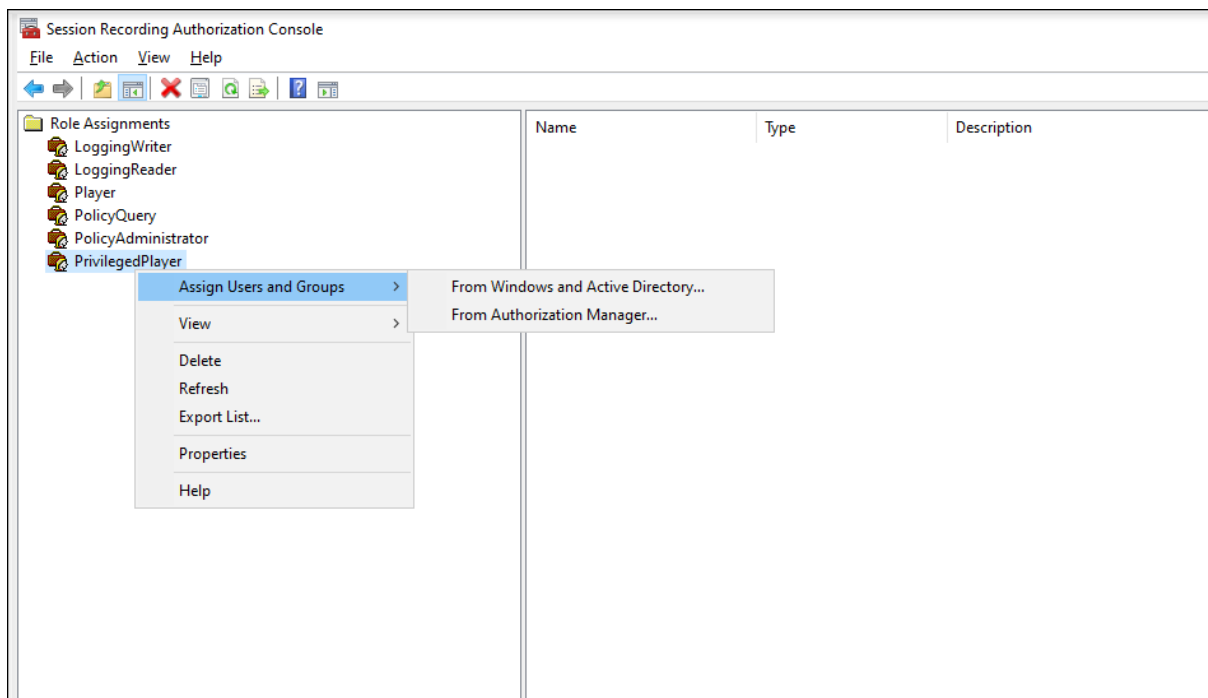 Session Recording Authorization Console
File Action View Help
Role Assignments
LoggingWriter
LoggingReader
Player
PolicyQuery
PolicyAdministrator
PrivilegedPlayer
Name Type Description
Assign Users and Groups
View
Delete
Refresh
Export List...
Properties
Help
From Windows and Active Directory...
From Authorization Manager...